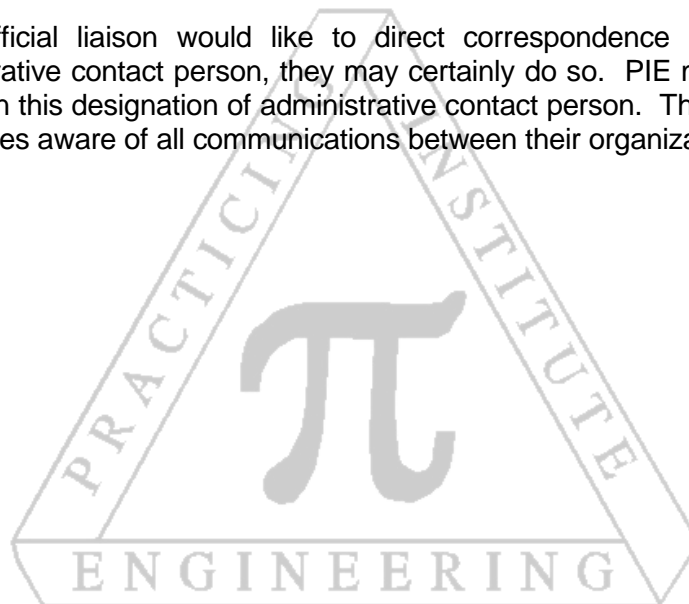 fficial liaison would like to direct correspondence
rative contact person, they may certainly do so. PIE
n this designation of administrative contact person. Th
es aware of all communications between their organiza
PRACTICING
INSTITUTE
π
ENGINEERING